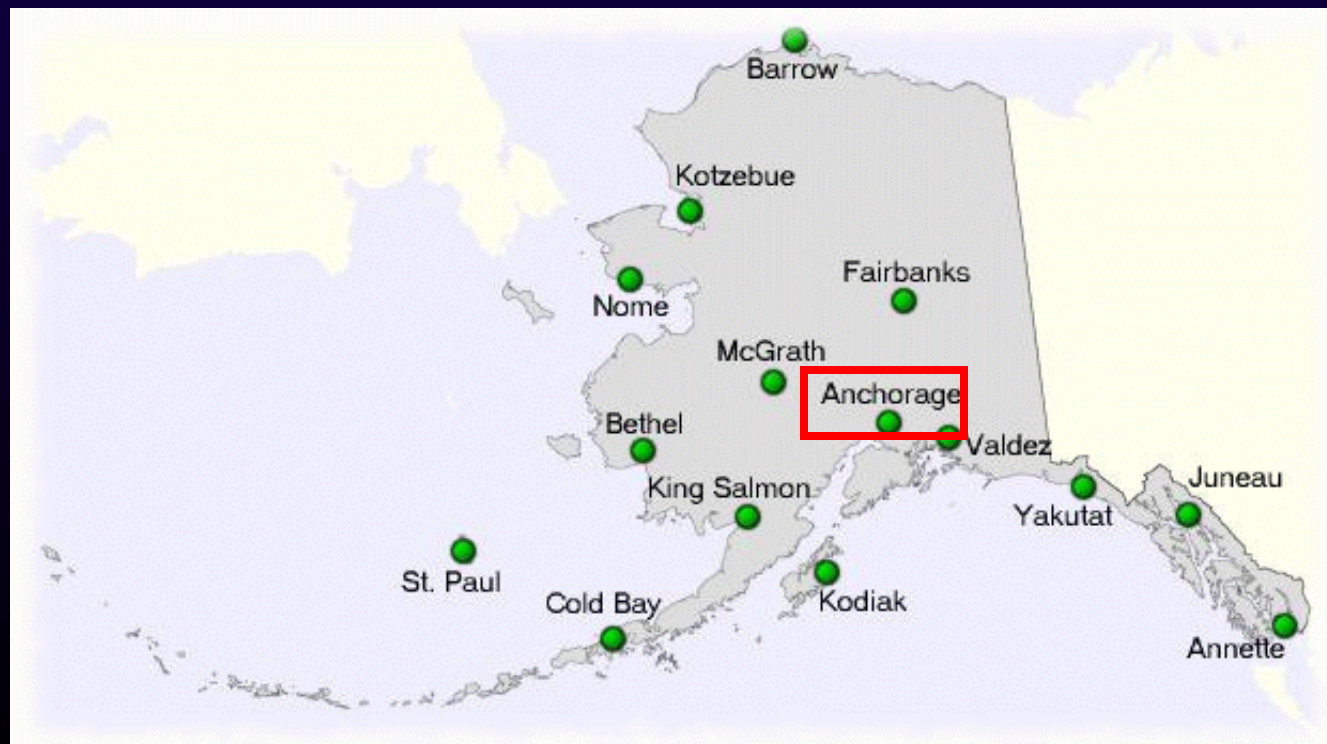 Barrow
Kotzebue
Fairbanks
Nome
McGrath
Anchorage
Bethel
Valdez
King Salmon
Juneau
Yakutat
St. Paul
Cold Bay
Kodiak
Annette